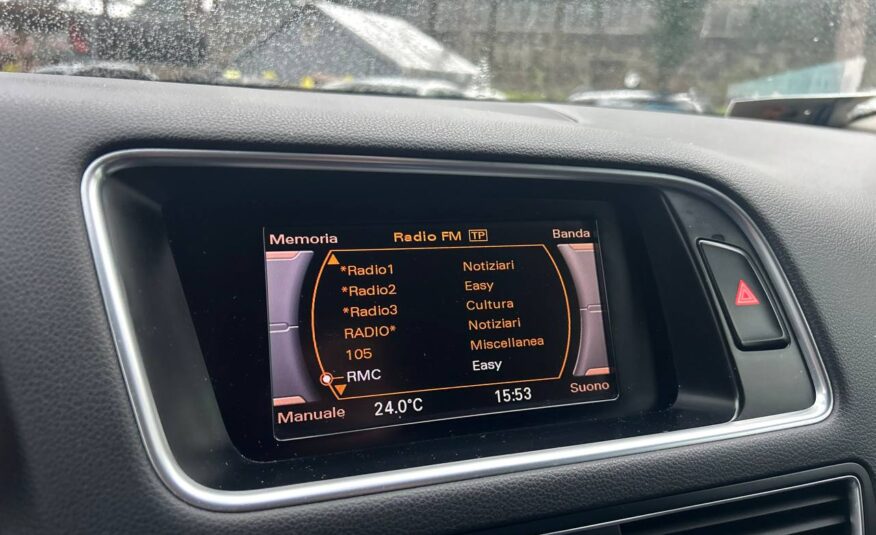 Memoria Radio FM TP Banda
*Radio1 Notiziari
*Radio2 Easy
*Radio3 Cultura
RADIO* Notiziari
105 Miscellanea
RMC Easy
Manuale 24.0°C 15:53 Suono